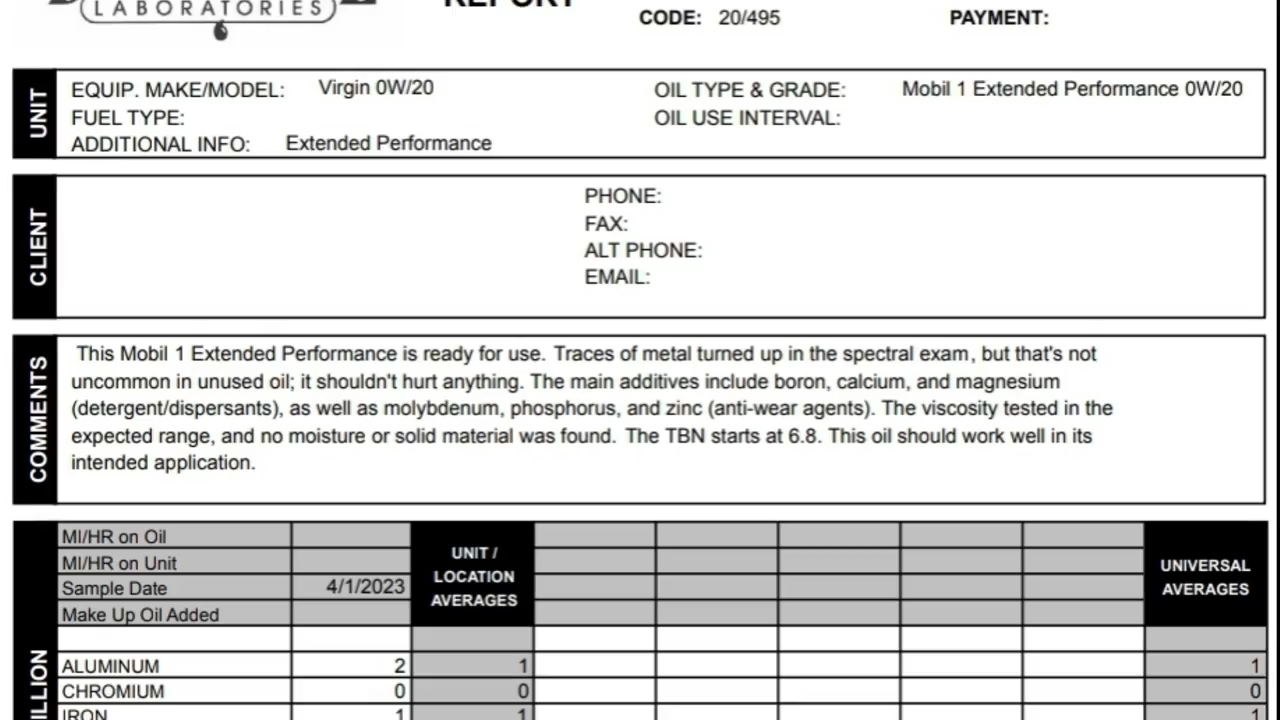 LABORATORIES
REPORT
CODE: 20/495
PAYMENT:
UNIT
EQUIP. MAKE/MODEL: Virgin 0W/20
OIL TYPE & GRADE: Mobil 1 Extended Performance 0W/20
FUEL TYPE:
OIL USE INTERVAL:
ADDITIONAL INFO: Extended Performance
CLIENT
PHONE:
FAX:
ALT PHONE:
EMAIL:
COMMENTS
This Mobil 1 Extended Performance is ready for use. Traces of metal turned up in the spectral exam, but that's not
uncommon in unused oil; it shouldn't hurt anything. The main additives include boron, calcium, and magnesium
(detergent/dispersants), as well as molybdenum, phosphorus, and zinc (anti-wear agents). The viscosity tested in the
expected range, and no moisture or solid material was found. The TBN starts at 6.8. This oil should work well in its
intended application.
MI/HR on Oil
MI/HR on Unit
Sample Date 4/1/2023
Make Up Oil Added
UNIT /
LOCATION
AVERAGES
UNIVERSAL
AVERAGES
ILLION
ALUMINUM 2 1 1
CHROMIUM 0 0 0
IRON 1 1 1